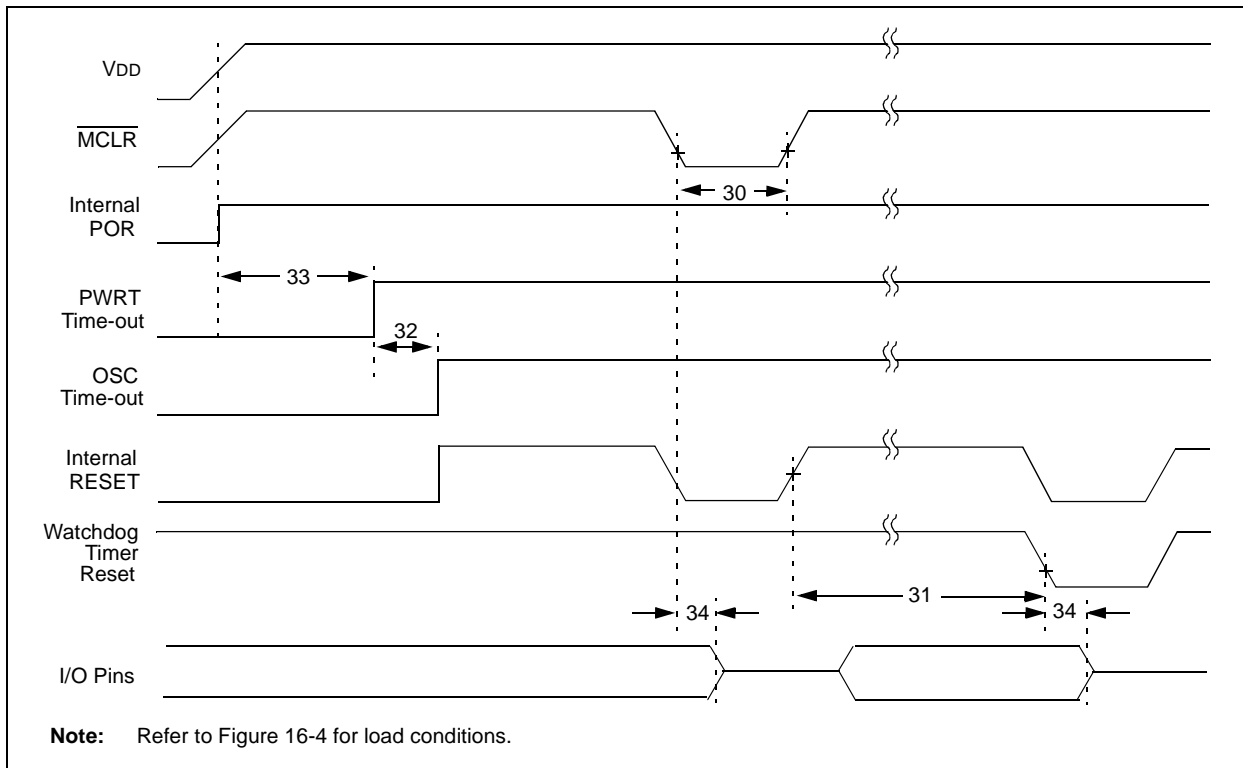 VDD
MCLR
30
Internal
POR
33
PWRT
Time-out
32
OSC
Time-out
Internal
RESET
Watchdog
Timer
Reset
31
34
34
I/O Pins
Note: Refer to Figure 16-4 for load conditions.